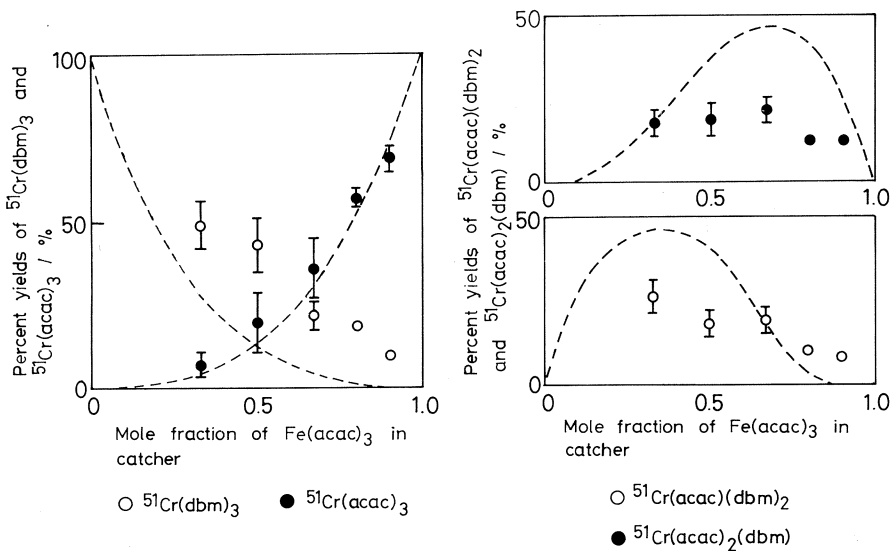 Percent yields of ⁵¹Cr(dbm)₃ and
⁵¹Cr(acac)₃ / %
100
50
0
0
0.5
1.0
Mole fraction of Fe(acac)₃ in
catcher
○ ⁵¹Cr(dbm)₃ ● ⁵¹Cr(acac)₃
Percent yields of ⁵¹Cr(acac)(dbm)₂
and ⁵¹Cr(acac)₂(dbm) / %
50
0
0
0.5
1.0
50
0
0
0.5
1.0
Mole fraction of Fe(acac)₃ in
catcher
○ ⁵¹Cr(acac)(dbm)₂
● ⁵¹Cr(acac)₂(dbm)